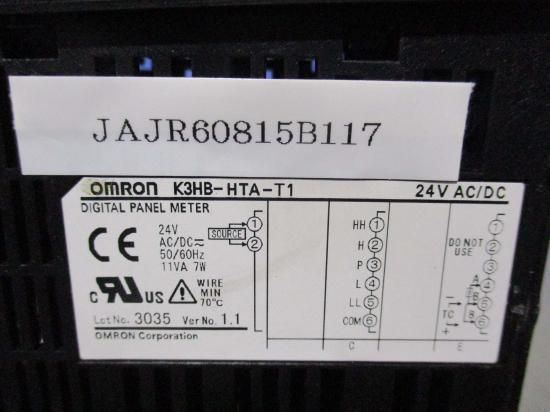 JAJR60815B117
OMRON K3HB-HTA-T1 24V AC/DC
DIGITAL PANEL METER
CE
24V
AC/DC
50/60Hz
11VA 7W
SOURCE
1
2
c UR US
WIRE
MIN
70°C
Lot No. 3035 Ver No. 1.1
OMRON Corporation
HH 1
H 2
P 3
L 4
LL 5
COM 6
C
DO NOT
USE
1
2
3
A 4
B 5
B 6
−
TC
+
E